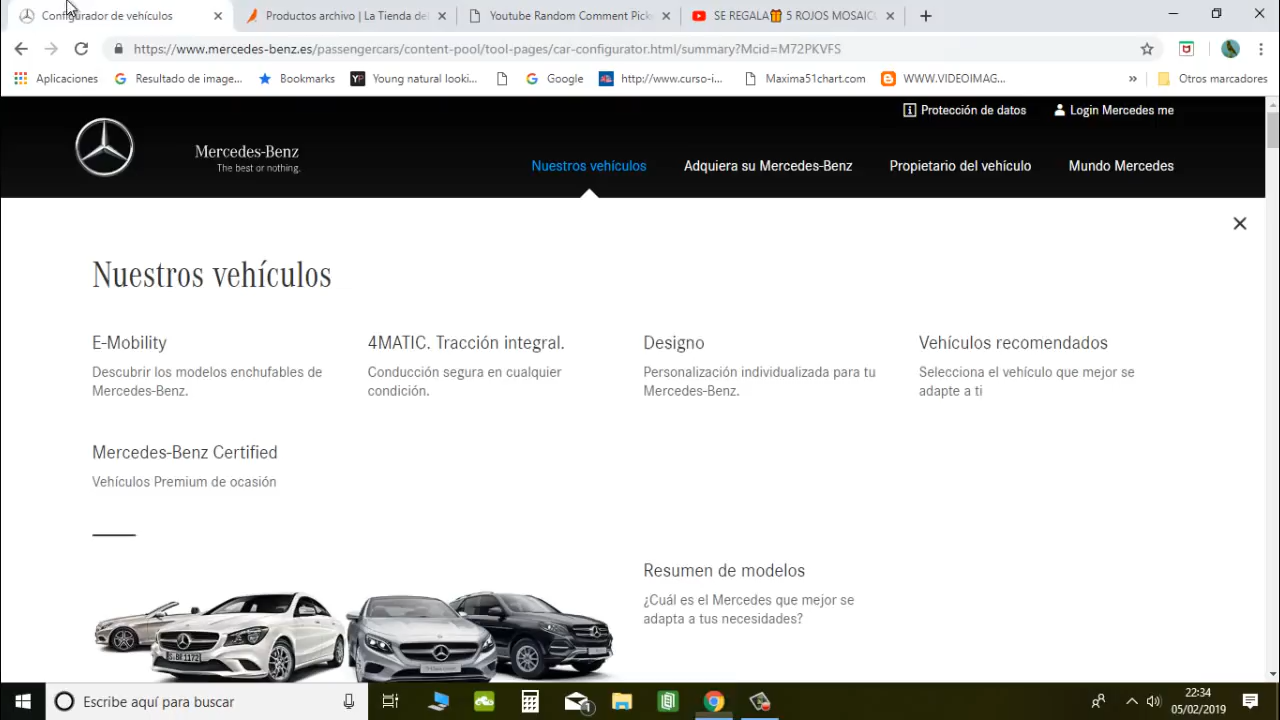 Configurador de vehículos
Productos archivo | La Tienda del
Youtube Random Comment Pick
SE REGALA 5 ROJOS MOSAIC
https://www.mercedes-benz.es/passengercars/content-pool/tool-pages/car-configurator.html/summary?Mcid=M72PKVFS
Aplicaciones
Resultado de image...
Bookmarks
Young natural looki...
Google
http://www.curso-i...
Maxima51chart.com
WWW.VIDEOIMAG...
»
Otros marcadores
Protección de datos
Login Mercedes me
Mercedes-Benz
The best or nothing.
Nuestros vehículos
Adquiera su Mercedes-Benz
Propietario del vehículo
Mundo Mercedes
Nuestros vehículos
E-Mobility
Descubrir los modelos enchufables de
Mercedes-Benz.
4MATIC. Tracción integral.
Conducción segura en cualquier
condición.
Designo
Personalización individualizada para tu
Mercedes-Benz.
Vehículos recomendados
Selecciona el vehículo que mejor se
adapte a ti
Mercedes-Benz Certified
Vehículos Premium de ocasión
Resumen de modelos
¿Cuál es el Mercedes que mejor se
adapta a tus necesidades?
Escribe aquí para buscar
1
22:34
05/02/2019